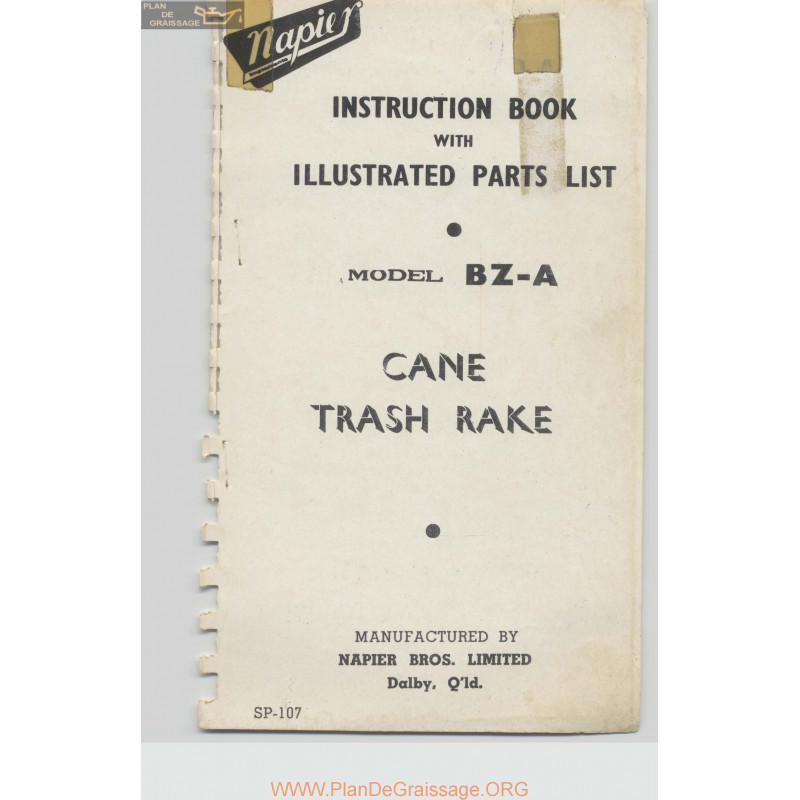 PLAN
DE
GRAISSAGE
Napier
INSTRUCTION BOOK
WITH
ILLUSTRATED PARTS LIST
MODEL BZ-A
CANE
TRASH RAKE
MANUFACTURED BY
NAPIER BROS. LIMITED
Dalby, Q'ld.
SP-107
www.PlanDeGraissage.ORG